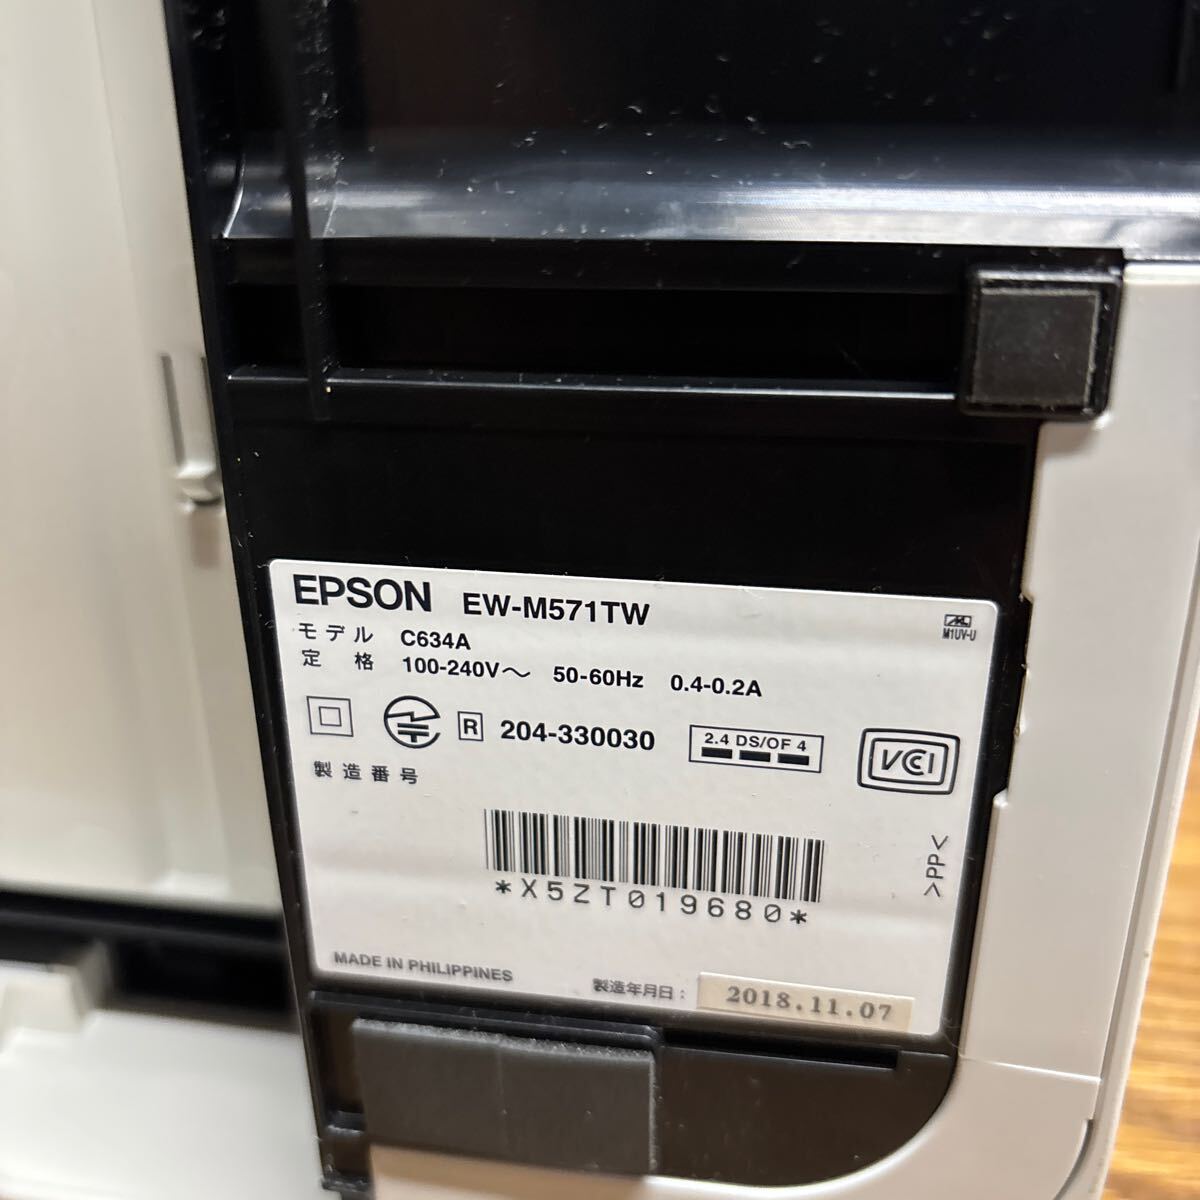 EPSON EW-M571TW
M1UV-U
モデル C634A
定格 100-240V～ 50-60Hz 0.4-0.2A
R 204-330030 2.4 DS/OF 4 VCCI
製造番号
*X5ZT019680*
>PP<
MADE IN PHILIPPINES 製造年月日: 2018.11.07